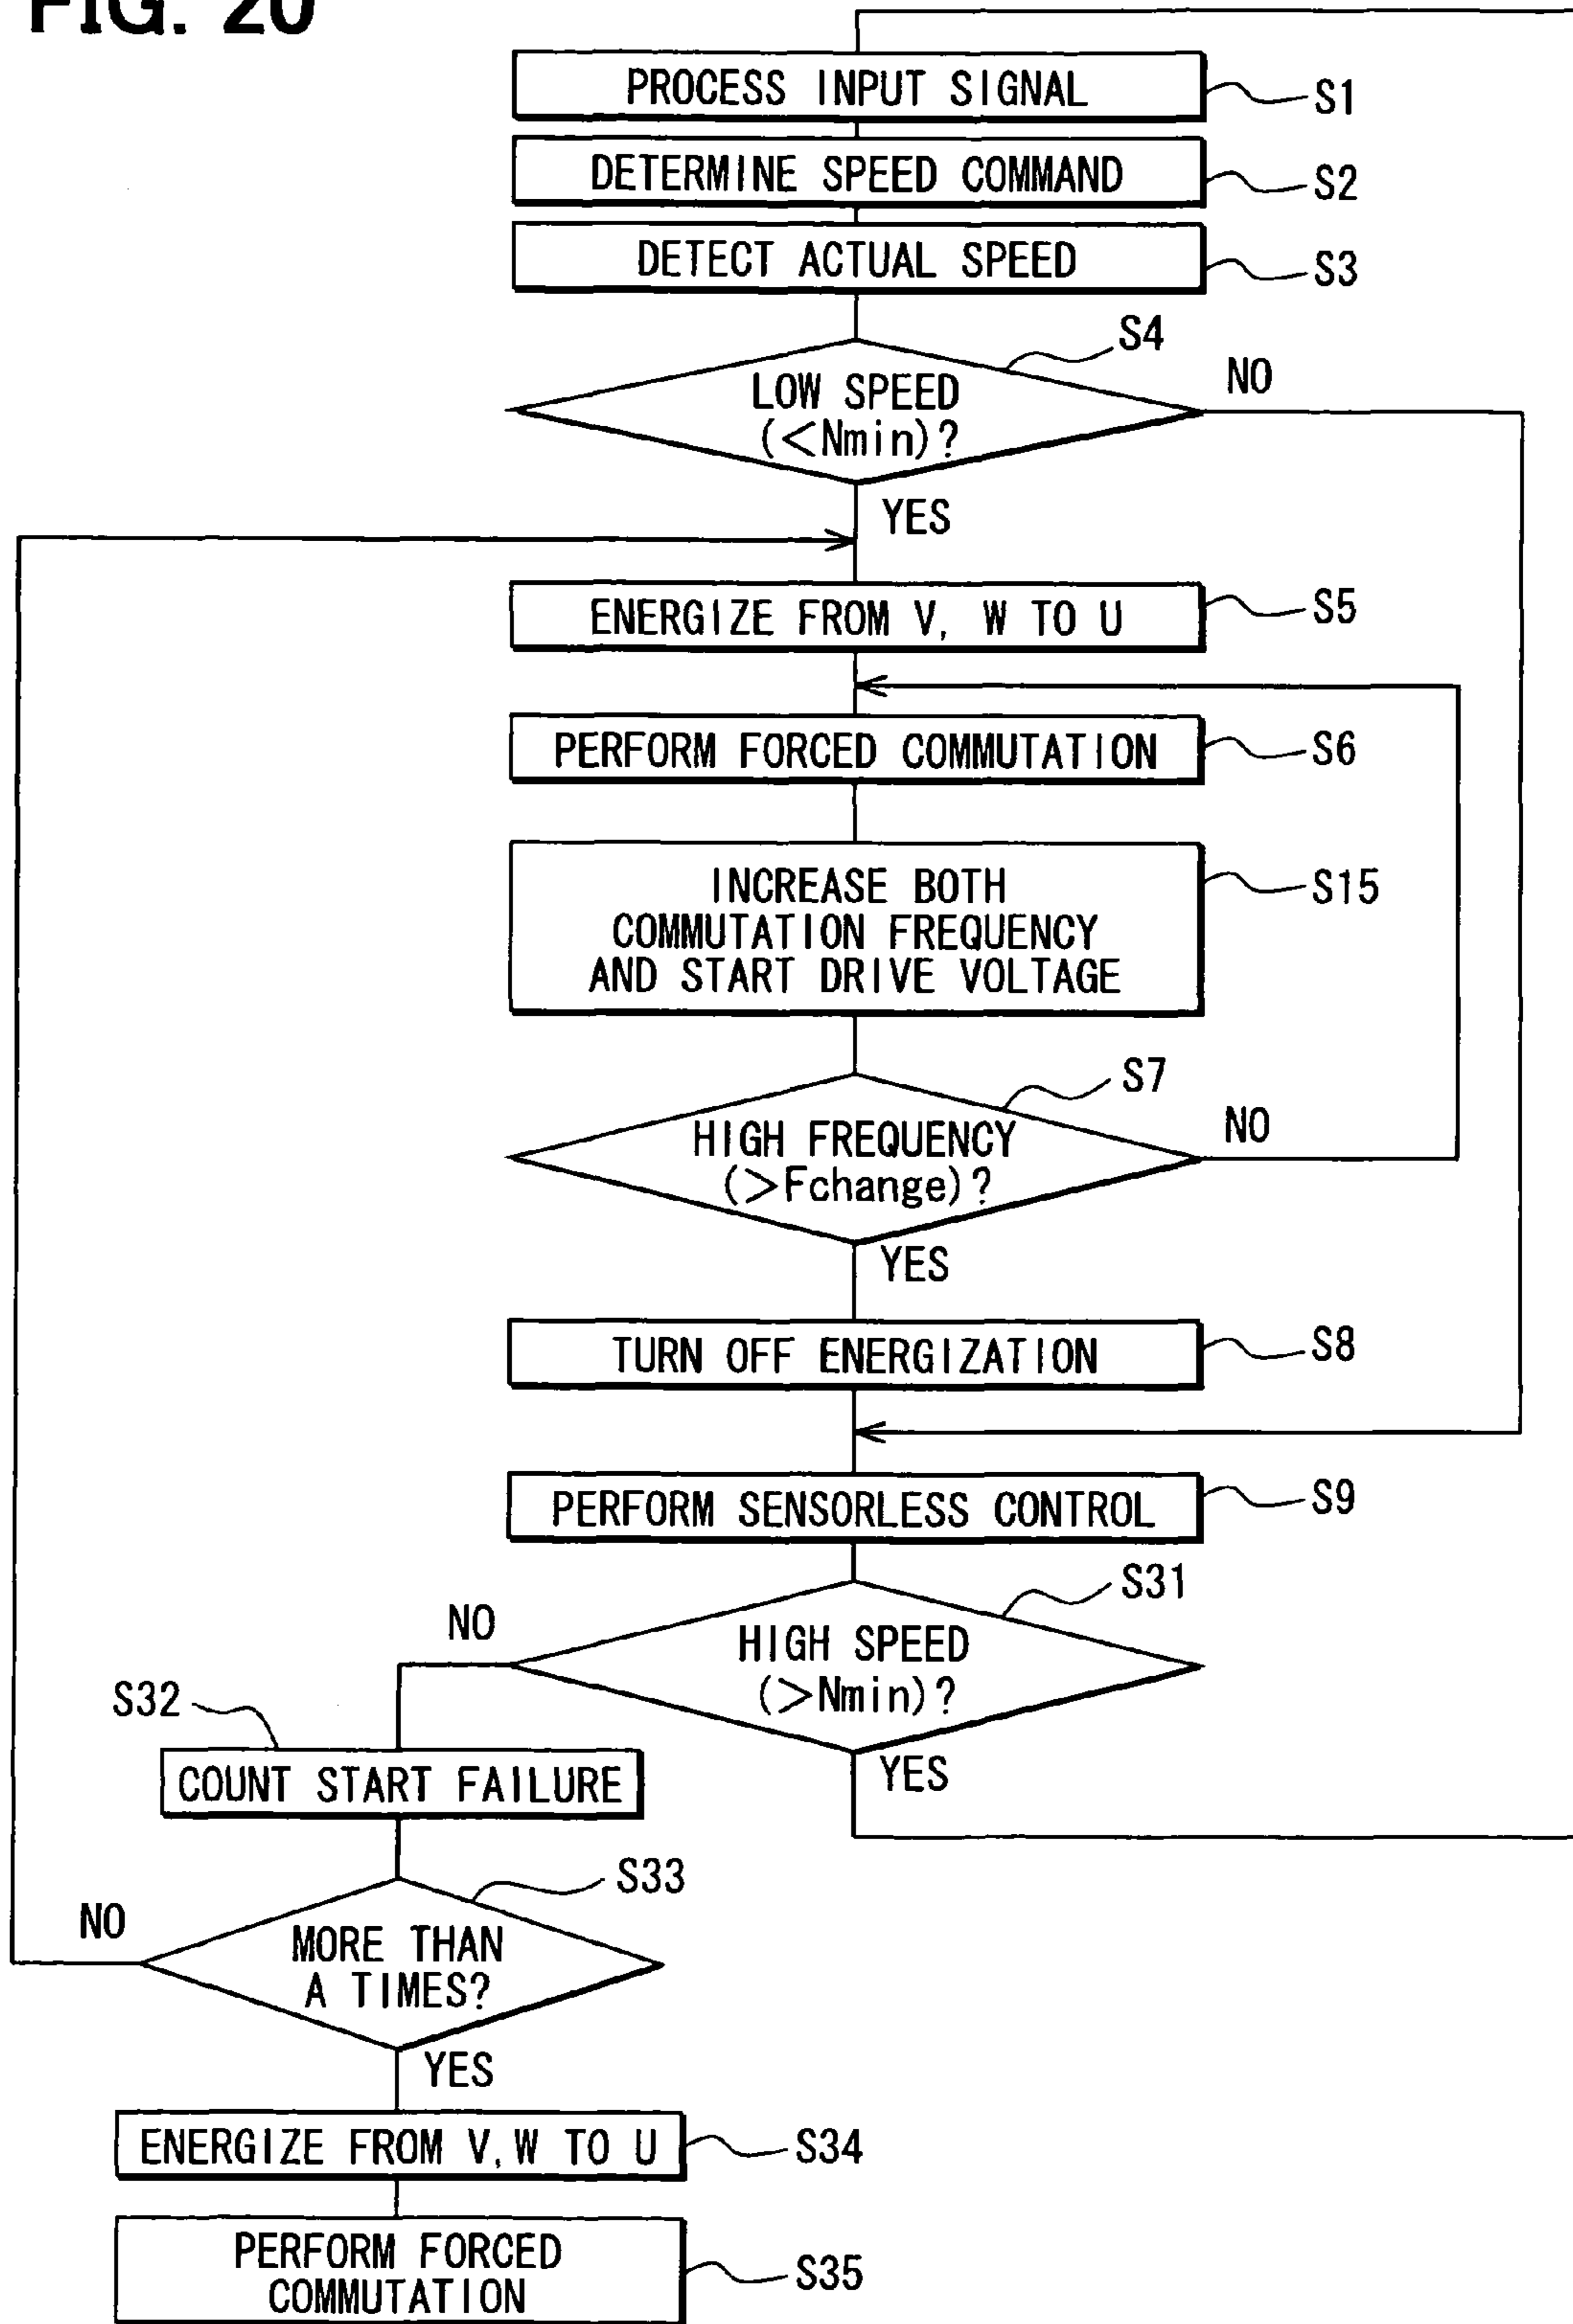 FIG. 20
PROCESS INPUT SIGNAL
S1
DETERMINE SPEED COMMAND
S2
DETECT ACTUAL SPEED
S3
S4
LOW SPEED
(<Nmin)?
NO
YES
ENERGIZE FROM V, W TO U
S5
PERFORM FORCED COMMUTATION
S6
INCREASE BOTH
COMMUTATION FREQUENCY
AND START DRIVE VOLTAGE
S15
S7
HIGH FREQUENCY
(>Fchange)?
NO
YES
TURN OFF ENERGIZATION
S8
PERFORM SENSORLESS CONTROL
S9
S31
NO
HIGH SPEED
(>Nmin)?
YES
S32
COUNT START FAILURE
S33
NO
MORE THAN
A TIMES?
YES
ENERGIZE FROM V,W TO U
S34
PERFORM FORCED
COMMUTATION
S35